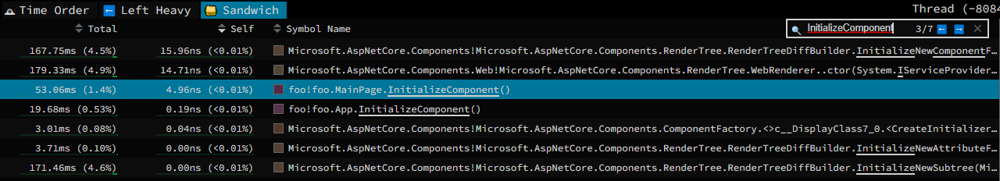 Time Order Left Heavy Sandwich Thread (-8084
InitializeComponent 3/7
Total Self Symbol Name
167.75ms (4.5%) 15.96ns (<0.01%) Microsoft.AspNetCore.Components!Microsoft.AspNetCore.Components.RenderTree.RenderTreeDiffBuilder.InitializeNewComponentF…
179.33ms (4.9%) 14.71ns (<0.01%) Microsoft.AspNetCore.Components.Web!Microsoft.AspNetCore.Components.RenderTree.WebRenderer..ctor(System.IServiceProvider…
53.06ms (1.4%) 4.96ns (<0.01%) foo!foo.MainPage.InitializeComponent()
19.68ms (0.53%) 0.19ns (<0.01%) foo!foo.App.InitializeComponent()
3.01ms (0.08%) 0.04ns (<0.01%) Microsoft.AspNetCore.Components!Microsoft.AspNetCore.Components.ComponentFactory.<>c__DisplayClass7_0.<CreateInitializer…
3.71ms (0.10%) 0.00ns (<0.01%) Microsoft.AspNetCore.Components!Microsoft.AspNetCore.Components.RenderTree.RenderTreeDiffBuilder.InitializeNewAttributeF…
171.46ms (4.6%) 0.00ns (<0.01%) Microsoft.AspNetCore.Components!Microsoft.AspNetCore.Components.RenderTree.RenderTreeDiffBuilder.InitializeNewSubtree(Mi…